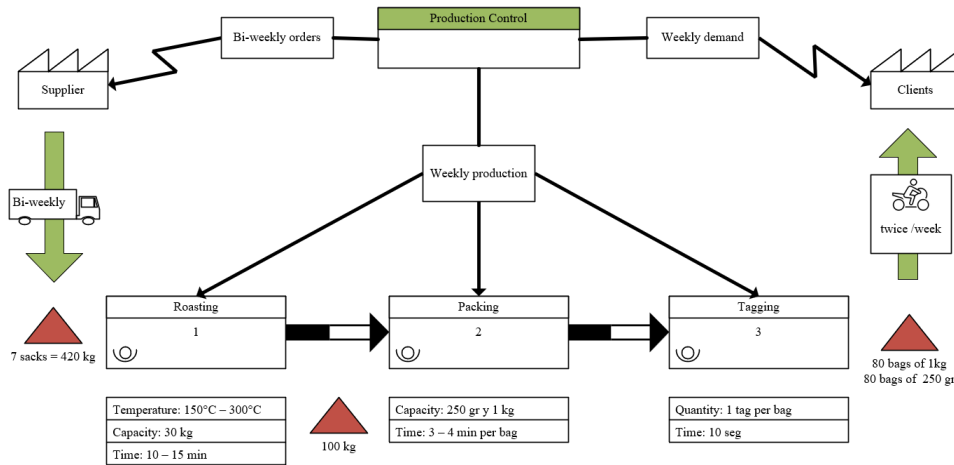 Production Control
Bi-weekly orders
Weekly demand
Supplier
Clients
Weekly production
Bi-weekly
twice /week
Roasting
1
Packing
2
Tagging
3
7 sacks = 420 kg
80 bags of 1kg
80 bags of 250 gr
Temperature: 150°C – 300°C
Capacity: 30 kg
Time: 10 – 15 min
100 kg
Capacity: 250 gr y 1 kg
Time: 3 – 4 min per bag
Quantity: 1 tag per bag
Time: 10 seg